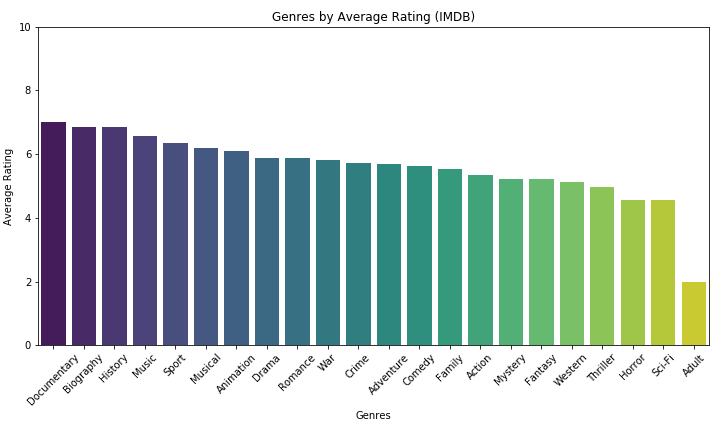 Genres by Average Rating (IMDB)
Average Rating
10
8
6
4
2
0
Documentary
Biography
History
Music
Sport
Musical
Animation
Drama
Romance
War
Crime
Adventure
Comedy
Family
Action
Mystery
Fantasy
Western
Thriller
Horror
Sci-Fi
Adult
Genres